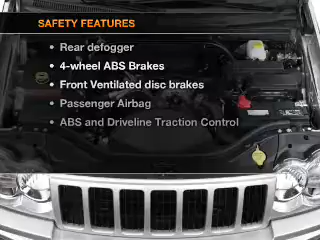 SAFETY FEATURES
• Rear defogger
• 4-wheel ABS Brakes
• Front Ventilated disc brakes
• Passenger Airbag
• ABS and Driveline Traction Control